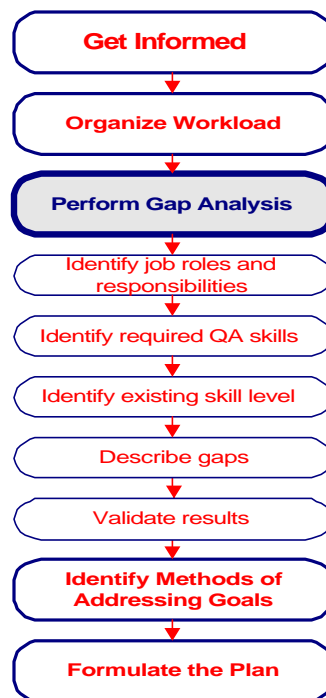 Get Informed
Organize Workload
Perform Gap Analysis
Identify job roles and
responsibilities
Identify required QA skills
Identify existing skill level
Describe gaps
Validate results
Identify Methods of
Addressing Goals
Formulate the Plan